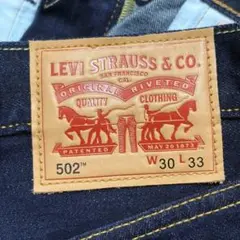 LEVI STRAUSS & CO.
SAN FRANCISCO
CAL.
ORIGINAL RIVETED
QUALITY CLOTHING
PATENTED MAY 20 1873
502™ W 30 L 33